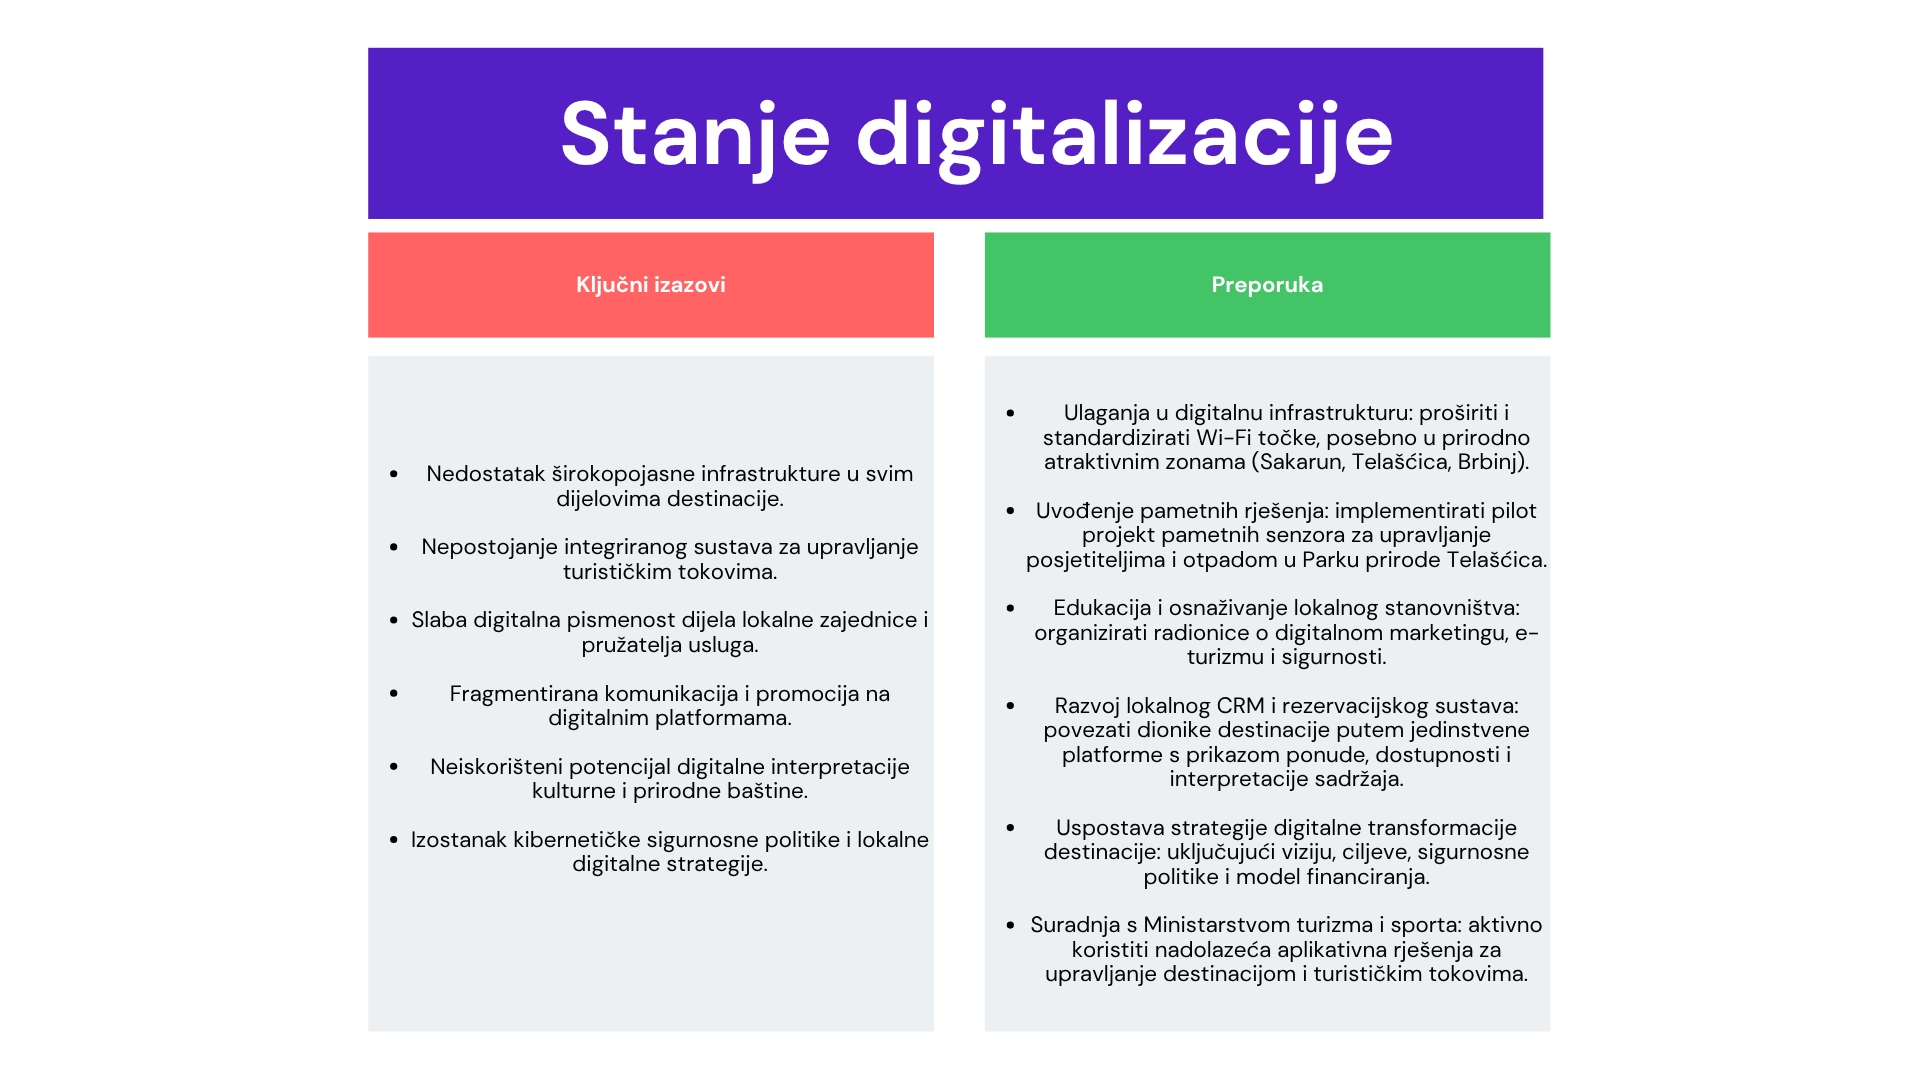 Stanje digitalizacije
Ključni izazovi
• Nedostatak širokopojasne infrastrukture u svim
dijelovima destinacije.
• Nepostojanje integriranog sustava za upravljanje
turističkim tokovima.
• Slaba digitalna pismenost dijela lokalne zajednice i
pružatelja usluga.
• Fragmentirana komunikacija i promocija na
digitalnim platformama.
• Neiskorišteni potencijal digitalne interpretacije
kulturne i prirodne baštine.
• Izostanak kibernetičke sigurnosne politike i lokalne
digitalne strategije.
Preporuka
• Ulaganja u digitalnu infrastrukturu: proširiti i
standardizirati Wi-Fi točke, posebno u prirodno
atraktivnim zonama (Sakarun, Telašćica, Brbinj).
• Uvođenje pametnih rješenja: implementirati pilot
projekt pametnih senzora za upravljanje
posjetiteljima i otpadom u Parku prirode Telašćica.
• Edukacija i osnaživanje lokalnog stanovništva:
organizirati radionice o digitalnom marketingu, e-
turizmu i sigurnosti.
• Razvoj lokalnog CRM i rezervacijskog sustava:
povezati dionike destinacije putem jedinstvene
platforme s prikazom ponude, dostupnosti i
interpretacije sadržaja.
• Uspostava strategije digitalne transformacije
destinacije: uključujući viziju, ciljeve, sigurnosne
politike i model financiranja.
• Suradnja s Ministarstvom turizma i sporta: aktivno
koristiti nadolazeća aplikativna rješenja za
upravljanje destinacijom i turističkim tokovima.